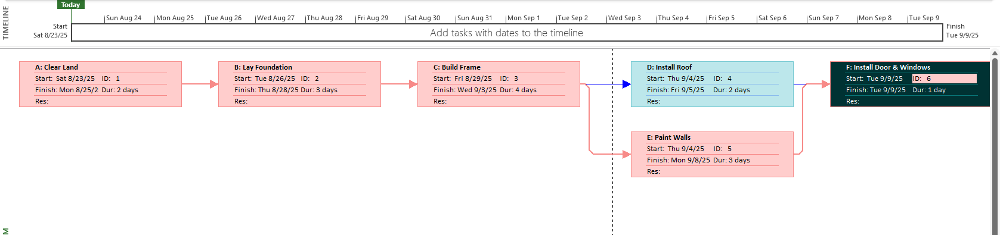 Today
TIMELINE
Sun Aug 24 Mon Aug 25 Tue Aug 26 Wed Aug 27 Thu Aug 28 Fri Aug 29 Sat Aug 30 Sun Aug 31 Mon Sep 1 Tue Sep 2 Wed Sep 3 Thu Sep 4 Fri Sep 5 Sat Sep 6 Sun Sep 7 Mon Sep 8 Tue Sep 9
Start
Sat 8/23/25
Add tasks with dates to the timeline
Finish
Tue 9/9/25
A: Clear Land
Start: Sat 8/23/25 ID: 1
Finish: Mon 8/25/2 Dur: 2 days
Res:
B: Lay Foundation
Start: Tue 8/26/25 ID: 2
Finish: Thu 8/28/25 Dur: 3 days
Res:
C: Build Frame
Start: Fri 8/29/25 ID: 3
Finish: Wed 9/3/25 Dur: 4 days
Res:
D: Install Roof
Start: Thu 9/4/25 ID: 4
Finish: Fri 9/5/25 Dur: 2 days
Res:
F: Install Door & Windows
Start: Tue 9/9/25 ID: 6
Finish: Tue 9/9/25 Dur: 1 day
Res:
E: Paint Walls
Start: Thu 9/4/25 ID: 5
Finish: Mon 9/8/25 Dur: 3 days
Res:
M